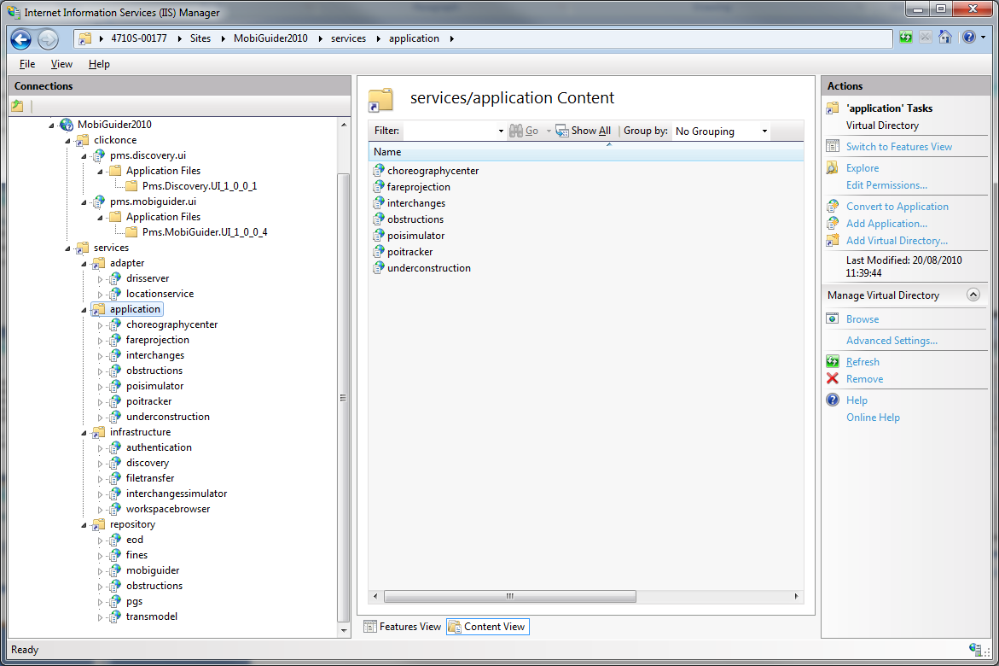 Internet Information Services (IIS) Manager
4710S-00177 Sites MobiGuider2010 services application
File View Help
Connections
MobiGuider2010
clickonce
pms.discovery.ui
Application Files
Pms.Discovery.UI_1_0_0_1
pms.mobiguider.ui
Application Files
Pms.MobiGuider.UI_1_0_0_4
services
adapter
drisserver
locationservice
application
choreographycenter
fareprojection
interchanges
obstructions
poisimulator
poitracker
underconstruction
infrastructure
authentication
discovery
filetransfer
interchangessimulator
workspacebrowser
repository
eod
fines
mobiguider
obstructions
pgs
transmodel
services/application Content
Filter: Go Show All Group by: No Grouping
Name
choreographycenter
fareprojection
interchanges
obstructions
poisimulator
poitracker
underconstruction
Features View Content View
Actions
'application' Tasks
Virtual Directory
Switch to Features View
Explore
Edit Permissions...
Convert to Application
Add Application...
Add Virtual Directory...
Last Modified: 20/08/2010
11:39:44
Manage Virtual Directory
Browse
Advanced Settings...
Refresh
Remove
Help
Online Help
Ready